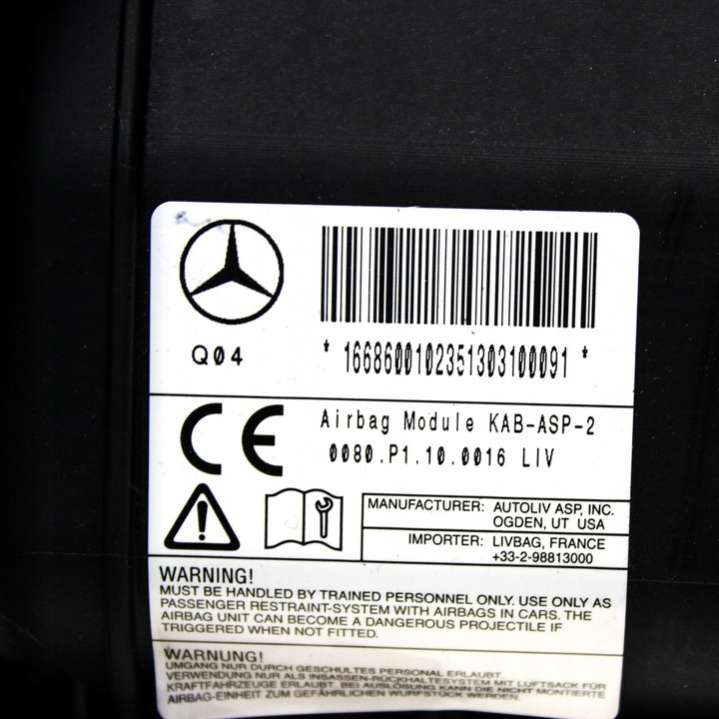 Q04
* 1668600102351303100091 *
CE
Airbag Module KAB-ASP-2
0080.P1.10.0016 LIV
MANUFACTURER: AUTOLIV ASP, INC.
OGDEN, UT USA
IMPORTER: LIVBAG, FRANCE
+33-2-98813000
WARNING!
MUST BE HANDLED BY TRAINED PERSONNEL ONLY. USE ONLY AS
PASSENGER RESTRAINT-SYSTEM WITH AIRBAGS IN CARS. THE
AIRBAG UNIT CAN BECOME A DANGEROUS PROJECTILE IF
TRIGGERED WHEN NOT FITTED.
WARNUNG!
UMGANG NUR DURCH GESCHULTES PERSONAL ERLAUBT.
VERWENDUNG NUR ALS INSASSEN-RÜCKHALTESYSTEM MIT LUFTSACK FÜR
KRAFTFAHRZEUGE ERLAUBT. BEI AUSLÖSUNG KANN DIE NICHT MONTIERTE
AIRBAG-EINHEIT ZUM GEFÄHRLICHEN WURFSTÜCK WERDEN.